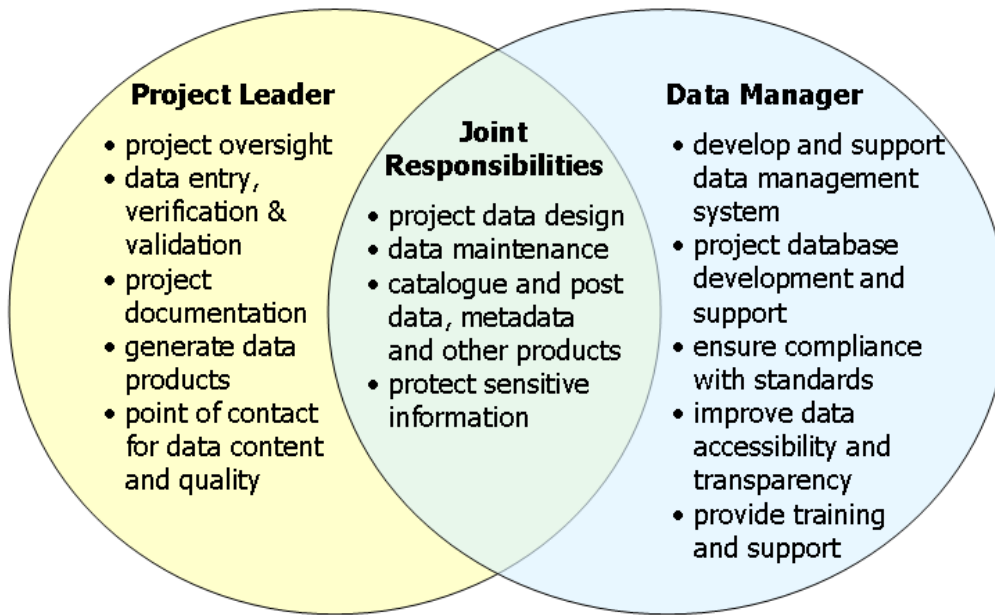 Project Leader
• project oversight
• data entry,
verification &
validation
• project
documentation
• generate data
products
• point of contact
for data content
and quality
Joint
Responsibilities
• project data design
• data maintenance
• catalogue and post
data, metadata
and other products
• protect sensitive
information
Data Manager
• develop and support
data management
system
• project database
development and
support
• ensure compliance
with standards
• improve data
accessibility and
transparency
• provide training
and support